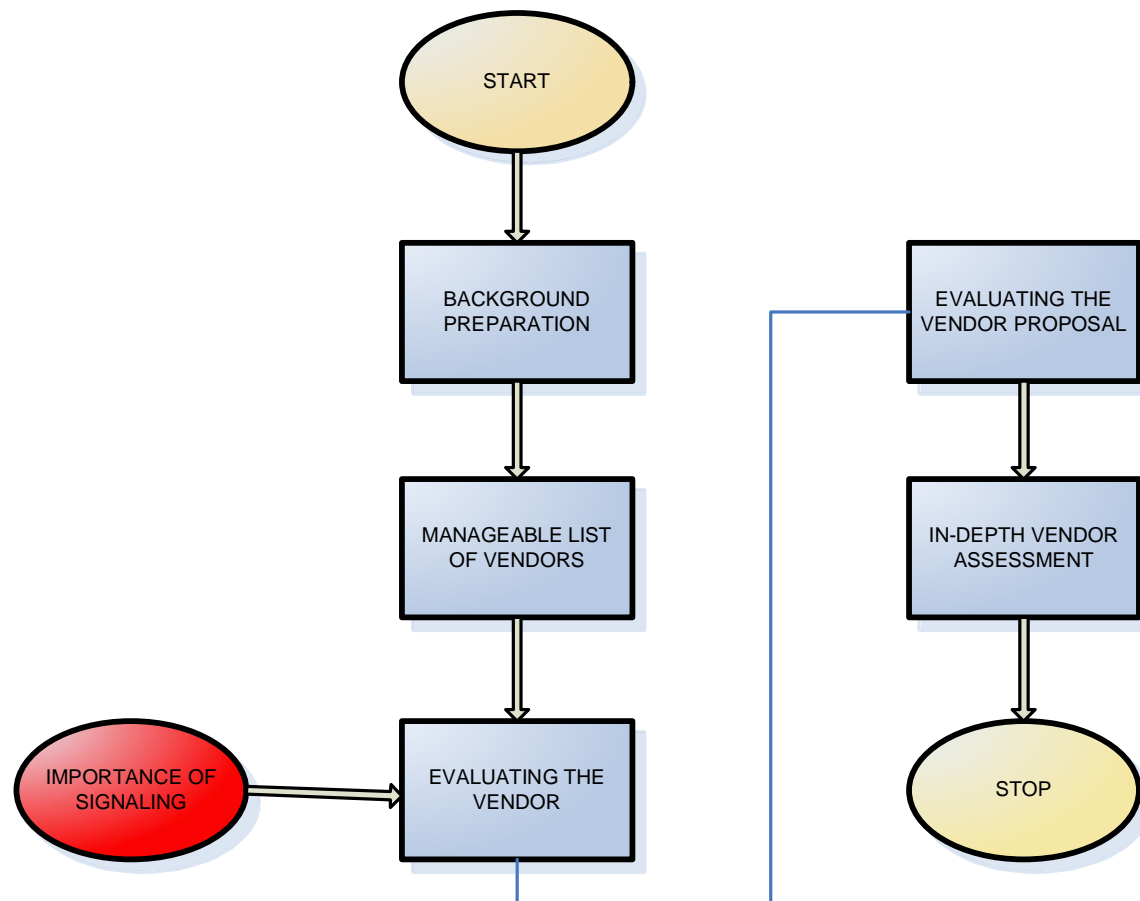 START
BACKGROUND
PREPARATION
MANAGEABLE LIST
OF VENDORS
IMPORTANCE OF
SIGNALING
EVALUATING THE
VENDOR
EVALUATING THE
VENDOR PROPOSAL
IN-DEPTH VENDOR
ASSESSMENT
STOP